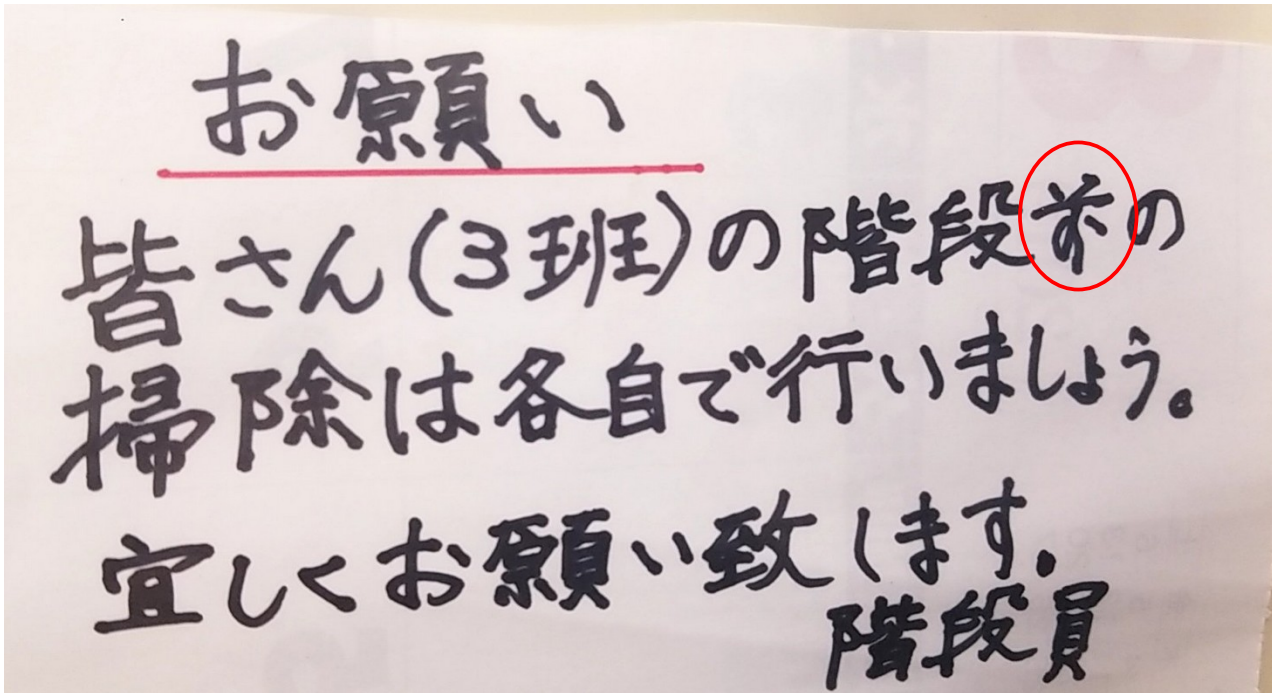 お願い
皆さん(3班)の階段前の
掃除は各自で行いましょう。
宜しくお願い致します。
階段員